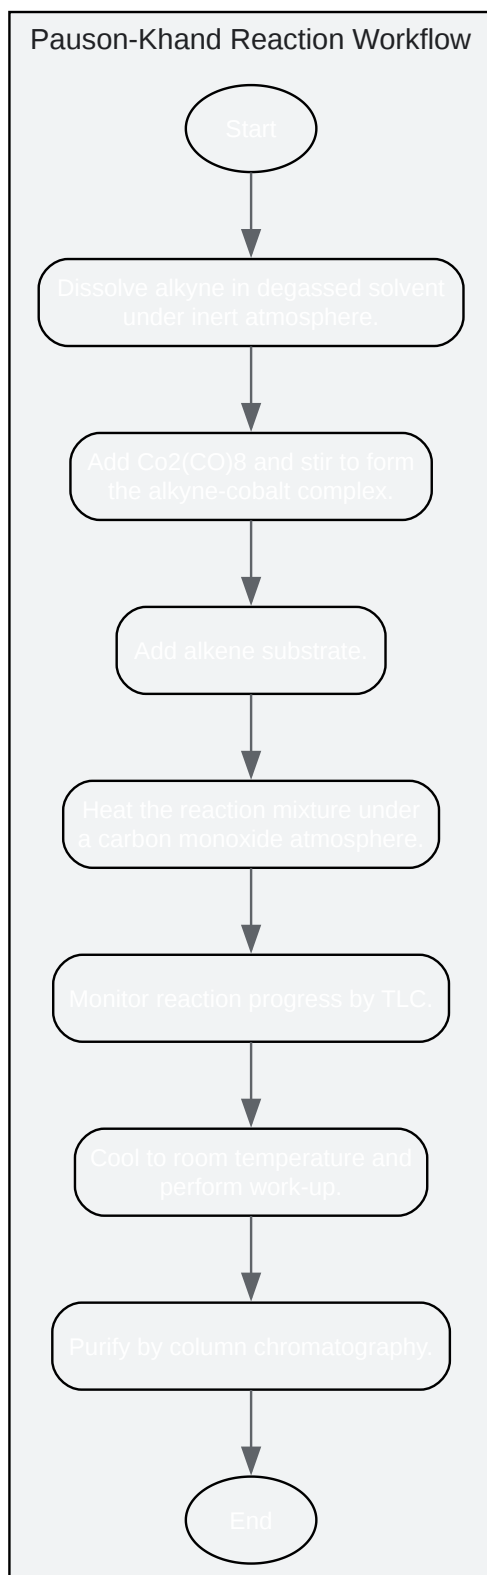 Pauson-Khand Reaction Workflow
Start
Dissolve alkyne in degassed solvent
under inert atmosphere.
Add Co2(CO)8 and stir to form
the alkyne-cobalt complex.
Add alkene substrate.
Heat the reaction mixture under
a carbon monoxide atmosphere.
Monitor reaction progress by TLC.
Cool to room temperature and
perform work-up.
Purify by column chromatography.
End